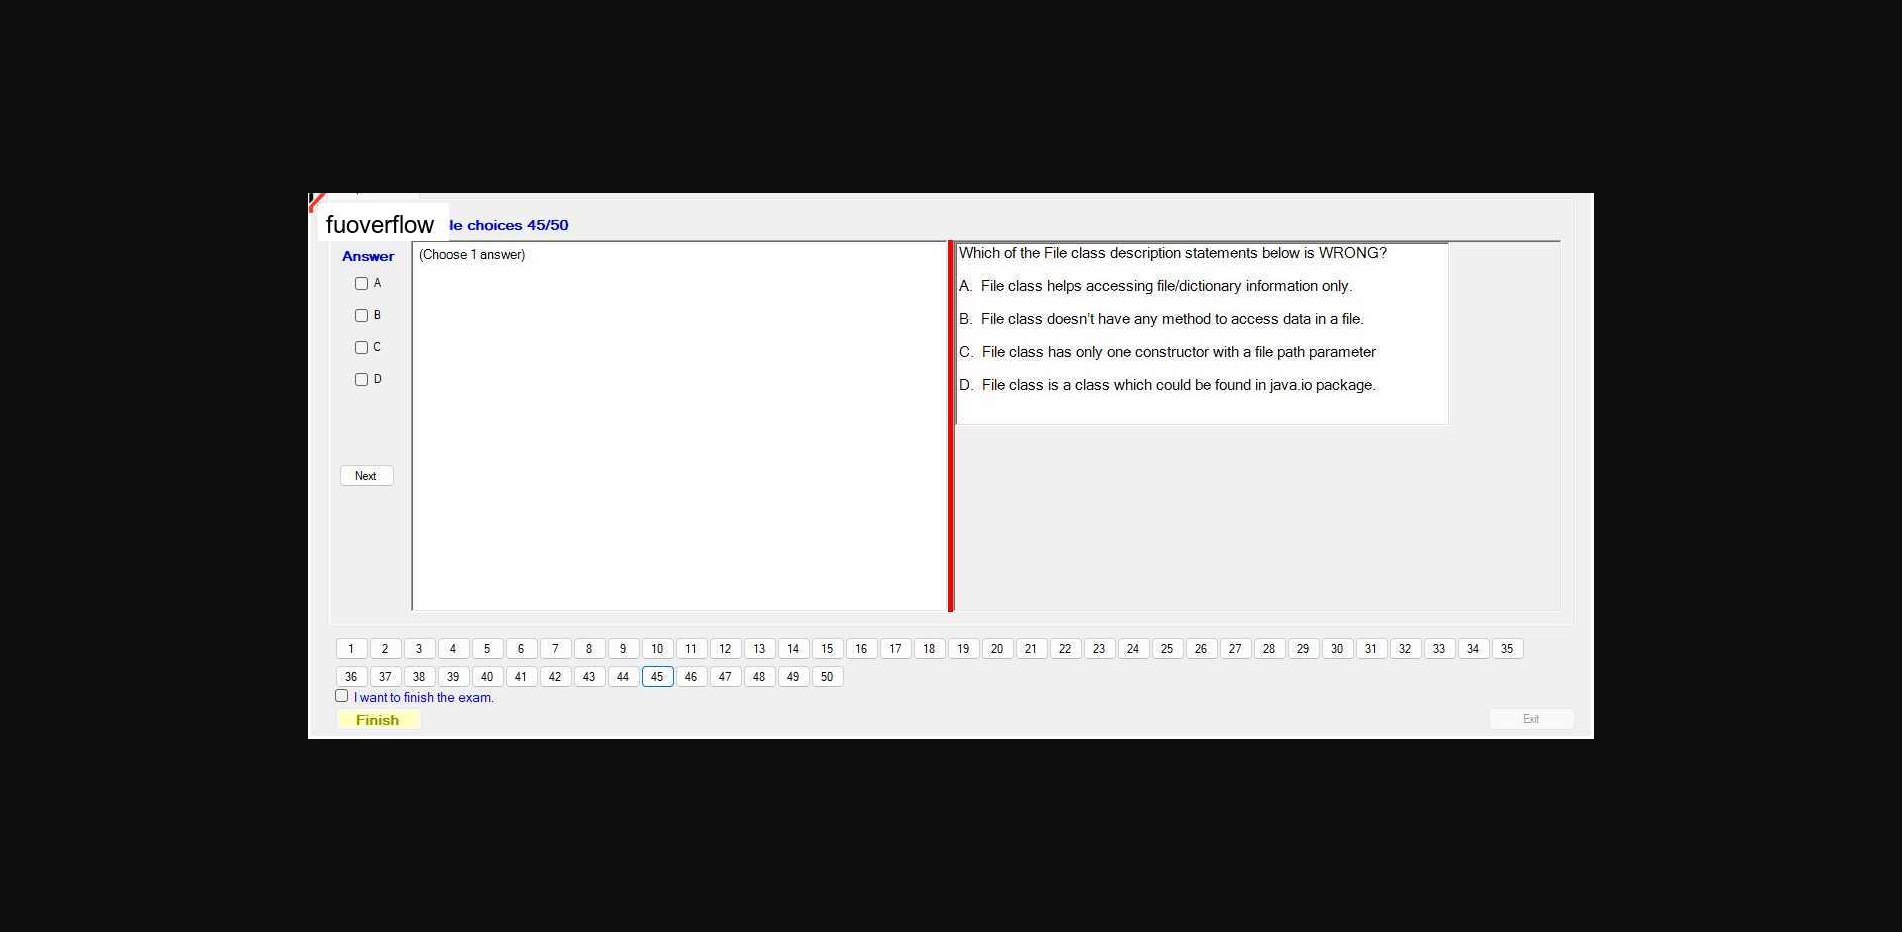 fuoverflow le choices 45/50
Answer
(Choose 1 answer)
A
B
C
D
Next
Which of the File class description statements below is WRONG?
A. File class helps accessing file/dictionary information only.
B. File class doesn't have any method to access data in a file.
C. File class has only one constructor with a file path parameter
D. File class is a class which could be found in java.io package.
1 2 3 4 5 6 7 8 9 10 11 12 13 14 15 16 17 18 19 20 21 22 23 24 25 26 27 28 29 30 31 32 33 34 35
36 37 38 39 40 41 42 43 44 45 46 47 48 49 50
I want to finish the exam.
Finish
Exit